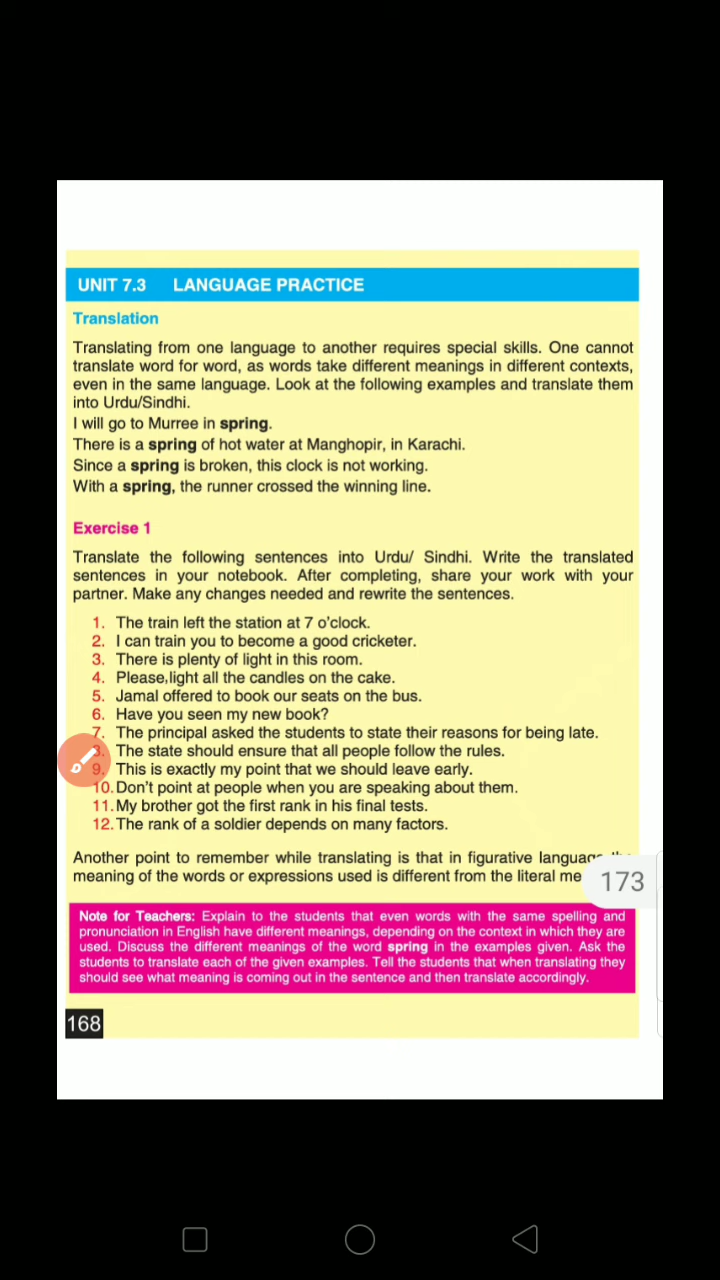 UNIT 7.3 LANGUAGE PRACTICE
Translation
Translating from one language to another requires special skills. One cannot
translate word for word, as words take different meanings in different contexts,
even in the same language. Look at the following examples and translate them
into Urdu/Sindhi.
I will go to Murree in spring.
There is a spring of hot water at Manghopir, in Karachi.
Since a spring is broken, this clock is not working.
With a spring, the runner crossed the winning line.
Exercise 1
Translate the following sentences into Urdu/ Sindhi. Write the translated
sentences in your notebook. After completing, share your work with your
partner. Make any changes needed and rewrite the sentences.
1. The train left the station at 7 o'clock.
2. I can train you to become a good cricketer.
3. There is plenty of light in this room.
4. Please,light all the candles on the cake.
5. Jamal offered to book our seats on the bus.
6. Have you seen my new book?
7. The principal asked the students to state their reasons for being late.
The state should ensure that all people follow the rules.
9. This is exactly my point that we should leave early.
10. Don't point at people when you are speaking about them.
11. My brother got the first rank in his final tests.
12. The rank of a soldier depends on many factors.
Another point to remember while translating is that in figurative
meaning of the words or expressions used is different from the literal
173
Note for Teachers: Explain to the students that even words with the same spelling and
pronunciation in English have different meanings, depending on the context in which they are
used. Discuss the different meanings of the word spring in the examples given. Ask the
students to translate each of the given examples. Tell the students that when translating they
should see what meaning is coming out in the sentence and then translate accordingly.
168